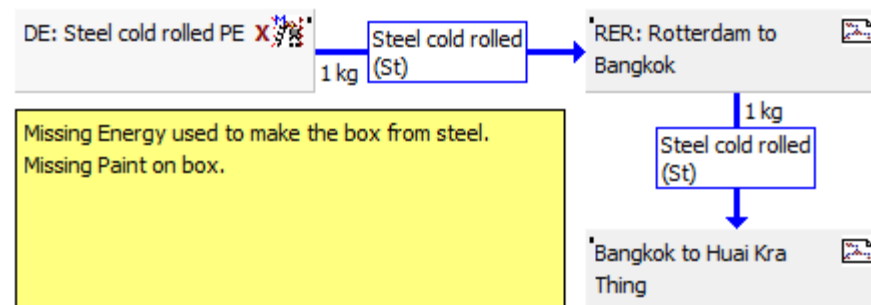 DE: Steel cold rolled PE X
1 kg
Steel cold rolled
(St)
RER: Rotterdam to
Bangkok
1 kg
Steel cold rolled
(St)
Bangkok to Huai Kra
Thing
Missing Energy used to make the box from steel.
Missing Paint on box.